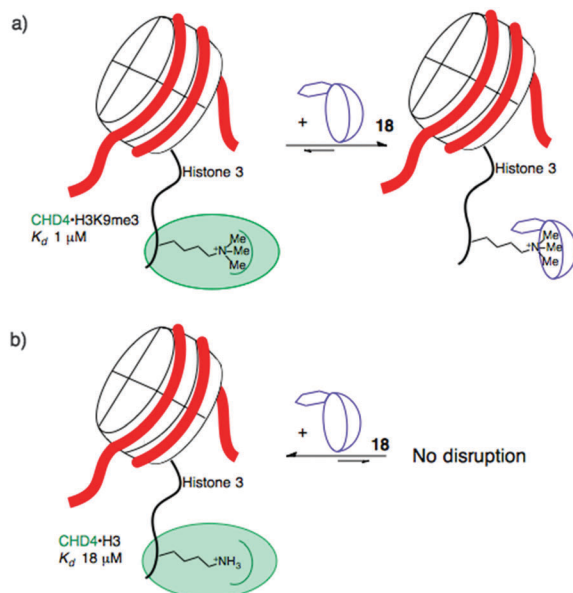 a)
+ 18
Histone 3
Histone 3
CHD4•H3K9me3
Kd 1 μM
Me
+N–Me
Me
Me
+N Me
Me
b)
+ 18
No disruption
Histone 3
CHD4•H3
Kd 18 μM
+NH3